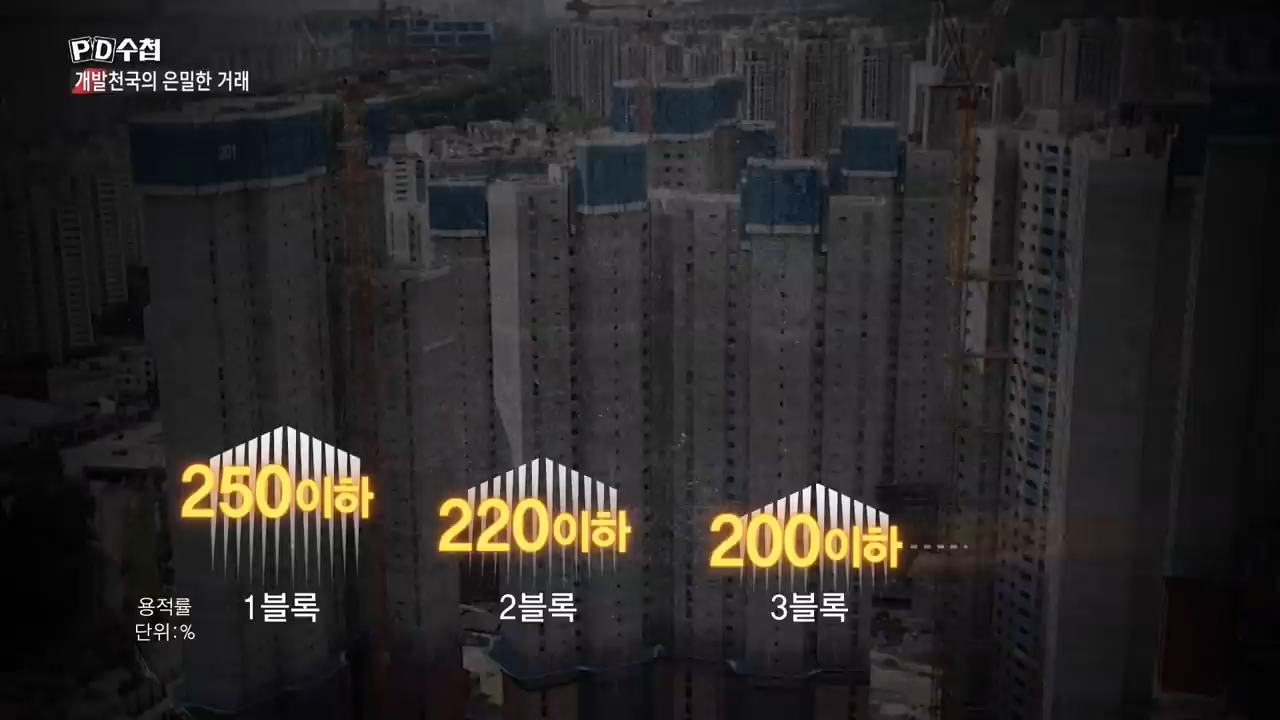 PD수첩
개발천국의 은밀한 거래
301
250이하
220이하
200이하
용적률
단위:%
1블록
2블록
3블록